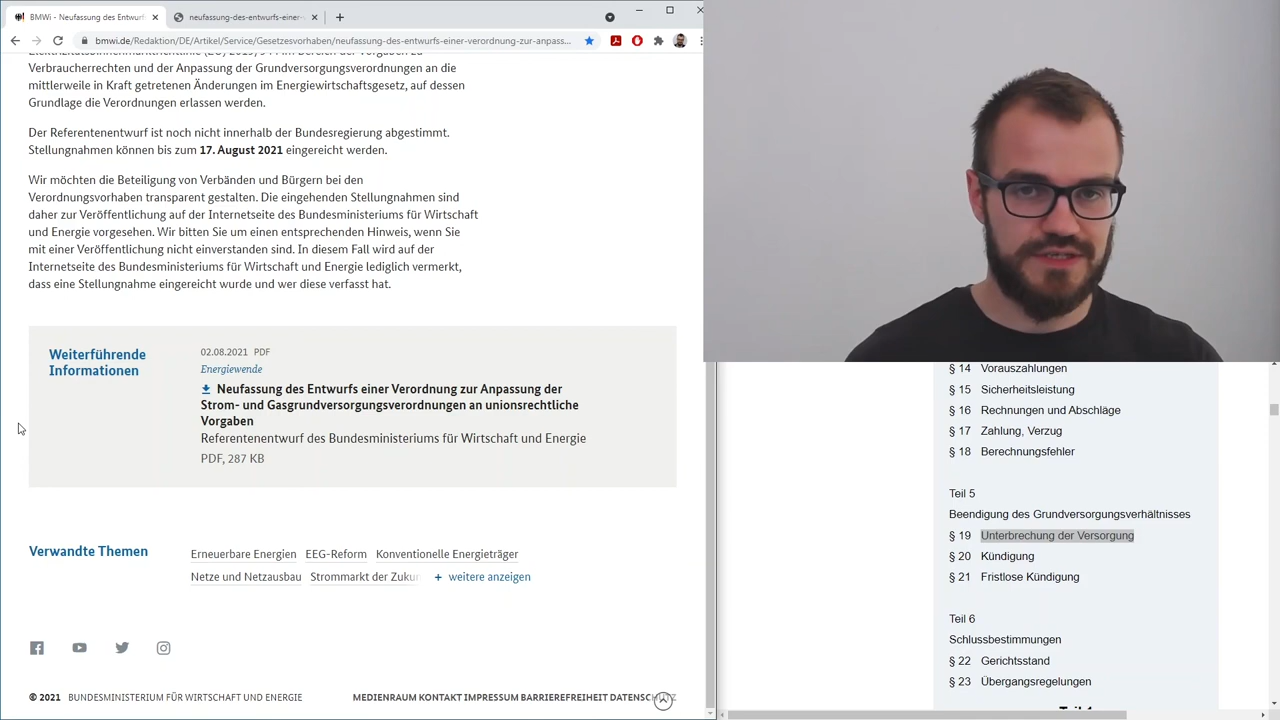 BMWi - Neufassung des Entwurf
neufassung-des-entwurfs-einer-
bmwi.de/Redaktion/DE/Artikel/Service/Gesetzesvorhaben/neufassung-des-entwurfs-einer-verordnung-zur-anpass...
Verbraucherrechten und der Anpassung der Grundversorgungsverordnungen an die
mittlerweile in Kraft getretenen Änderungen im Energiewirtschaftsgesetz, auf dessen
Grundlage die Verordnungen erlassen werden.
Der Referentenentwurf ist noch nicht innerhalb der Bundesregierung abgestimmt.
Stellungnahmen können bis zum 17. August 2021 eingereicht werden.
Wir möchten die Beteiligung von Verbänden und Bürgern bei den
Verordnungsvorhaben transparent gestalten. Die eingehenden Stellungnahmen sind
daher zur Veröffentlichung auf der Internetseite des Bundesministeriums für Wirtschaft
und Energie vorgesehen. Wir bitten Sie um einen entsprechenden Hinweis, wenn Sie
mit einer Veröffentlichung nicht einverstanden sind. In diesem Fall wird auf der
Internetseite des Bundesministeriums für Wirtschaft und Energie lediglich vermerkt,
dass eine Stellungnahme eingereicht wurde und wer diese verfasst hat.
Weiterführende
Informationen
02.08.2021 PDF
Energiewende
Neufassung des Entwurfs einer Verordnung zur Anpassung der
Strom- und Gasgrundversorgungsverordnungen an unionsrechtliche
Vorgaben
Referentenentwurf des Bundesministeriums für Wirtschaft und Energie
PDF, 287 KB
Verwandte Themen
Erneuerbare Energien EEG-Reform Konventionelle Energieträger
Netze und Netzausbau Strommarkt der Zukun + weitere anzeigen
© 2021 BUNDESMINISTERIUM FÜR WIRTSCHAFT UND ENERGIE
MEDIENRAUM KONTAKT IMPRESSUM BARRIEREFREIHEIT DATENSCHUTZ
§ 14 Vorauszahlungen
§ 15 Sicherheitsleistung
§ 16 Rechnungen und Abschläge
§ 17 Zahlung, Verzug
§ 18 Berechnungsfehler
Teil 5
Beendigung des Grundversorgungsverhältnisses
§ 19 Unterbrechung der Versorgung
§ 20 Kündigung
§ 21 Fristlose Kündigung
Teil 6
Schlussbestimmungen
§ 22 Gerichtsstand
§ 23 Übergangsregelungen